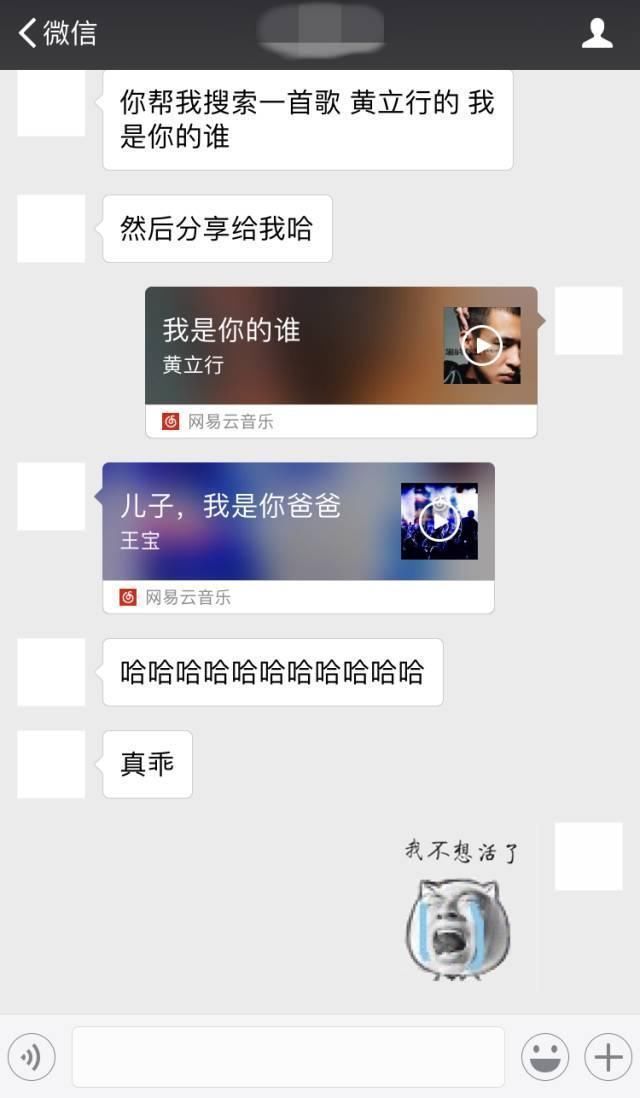 微信
你帮我搜索一首歌 黄立行的 我
是你的谁
然后分享给我哈
我是你的谁
黄立行
网易云音乐
儿子，我是你爸爸
王宝
网易云音乐
哈哈哈哈哈哈哈哈哈哈哈
真乖
我不想活了